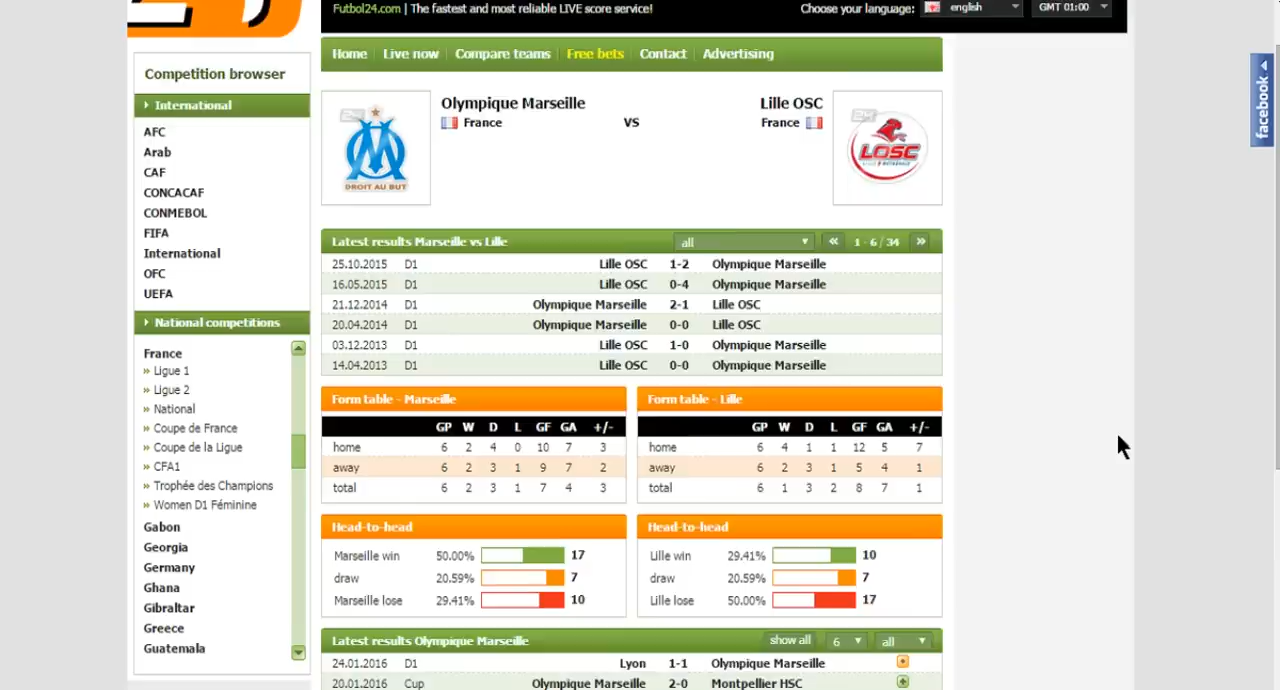 Futbol24.com | The fastest and most reliable LIVE score service!
Choose your language: english GMT 01:00
Home Live now Compare teams Free bets Contact Advertising
facebook
Competition browser
International
AFC
Arab
CAF
CONCACAF
CONMEBOL
FIFA
International
OFC
UEFA
National competitions
France
» Ligue 1
» Ligue 2
» National
» Coupe de France
» Coupe de la Ligue
» CFA1
» Trophée des Champions
» Women D1 Féminine
Gabon
Georgia
Germany
Ghana
Gibraltar
Greece
Guatemala
Olympique Marseille Lille OSC
France VS France
DROIT AU BUT
LOSC
Latest results Marseille vs Lille all « 1 - 6 / 34 »
25.10.2015 D1 Lille OSC 1-2 Olympique Marseille
16.05.2015 D1 Lille OSC 0-4 Olympique Marseille
21.12.2014 D1 Olympique Marseille 2-1 Lille OSC
20.04.2014 D1 Olympique Marseille 0-0 Lille OSC
03.12.2013 D1 Lille OSC 1-0 Olympique Marseille
14.04.2013 D1 Lille OSC 0-0 Olympique Marseille
Form table - Marseille
GP W D L GF GA +/-
home 6 2 4 0 10 7 3
away 6 2 3 1 9 7 2
total 6 2 3 1 7 4 3
Form table - Lille
GP W D L GF GA +/-
home 6 4 1 1 12 5 7
away 6 2 3 1 5 4 1
total 6 1 3 2 8 7 1
Head-to-head
Marseille win 50.00% 17
draw 20.59% 7
Marseille lose 29.41% 10
Head-to-head
Lille win 29.41% 10
draw 20.59% 7
Lille lose 50.00% 17
Latest results Olympique Marseille show all 6 all
24.01.2016 D1 Lyon 1-1 Olympique Marseille
20.01.2016 Cup Olympique Marseille 2-0 Montpellier HSC